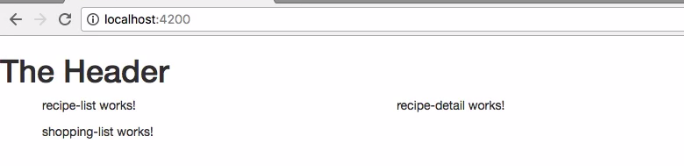 localhost:4200
The Header
recipe-list works!
recipe-detail works!
shopping-list works!